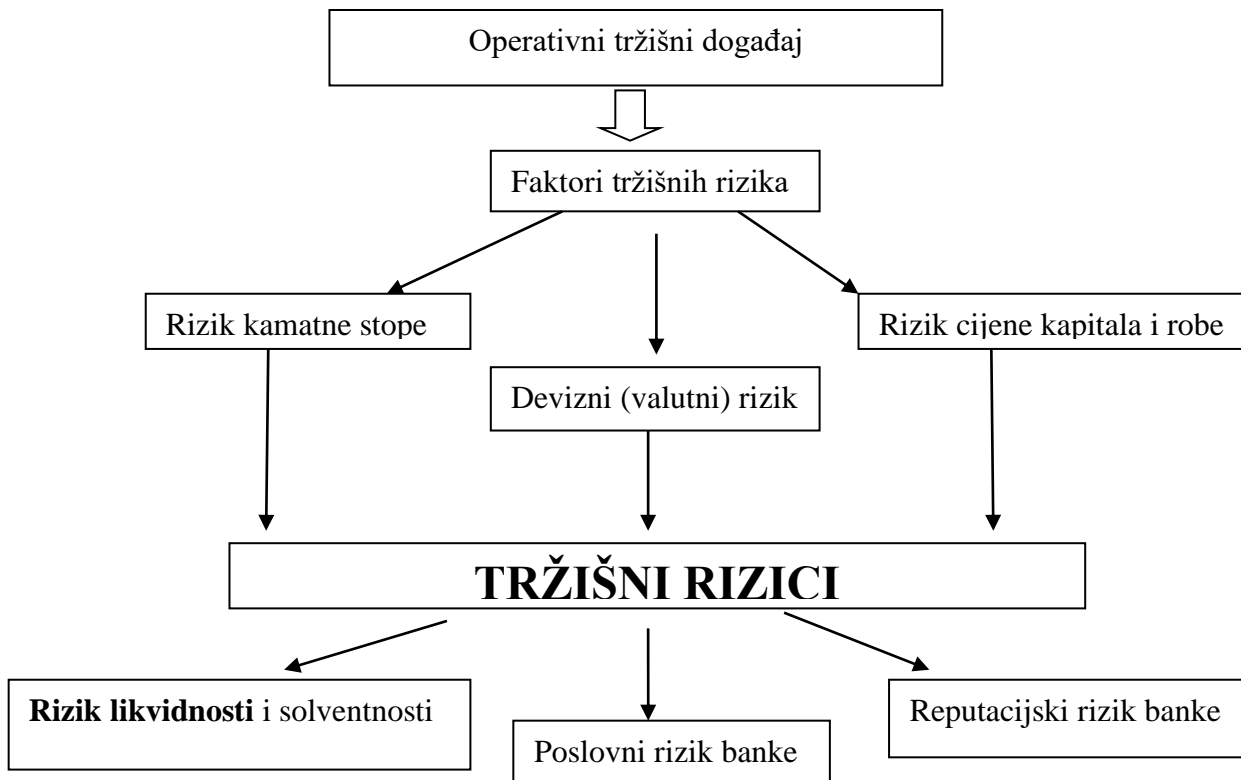 Operativni tržišni događaj
Faktori tržišnih rizika
Rizik kamatne stope
Rizik cijene kapitala i robe
Devizni (valutni) rizik
TRŽIŠNI RIZICI
Rizik likvidnosti i solventnosti
Reputacijski rizik banke
Poslovni rizik banke